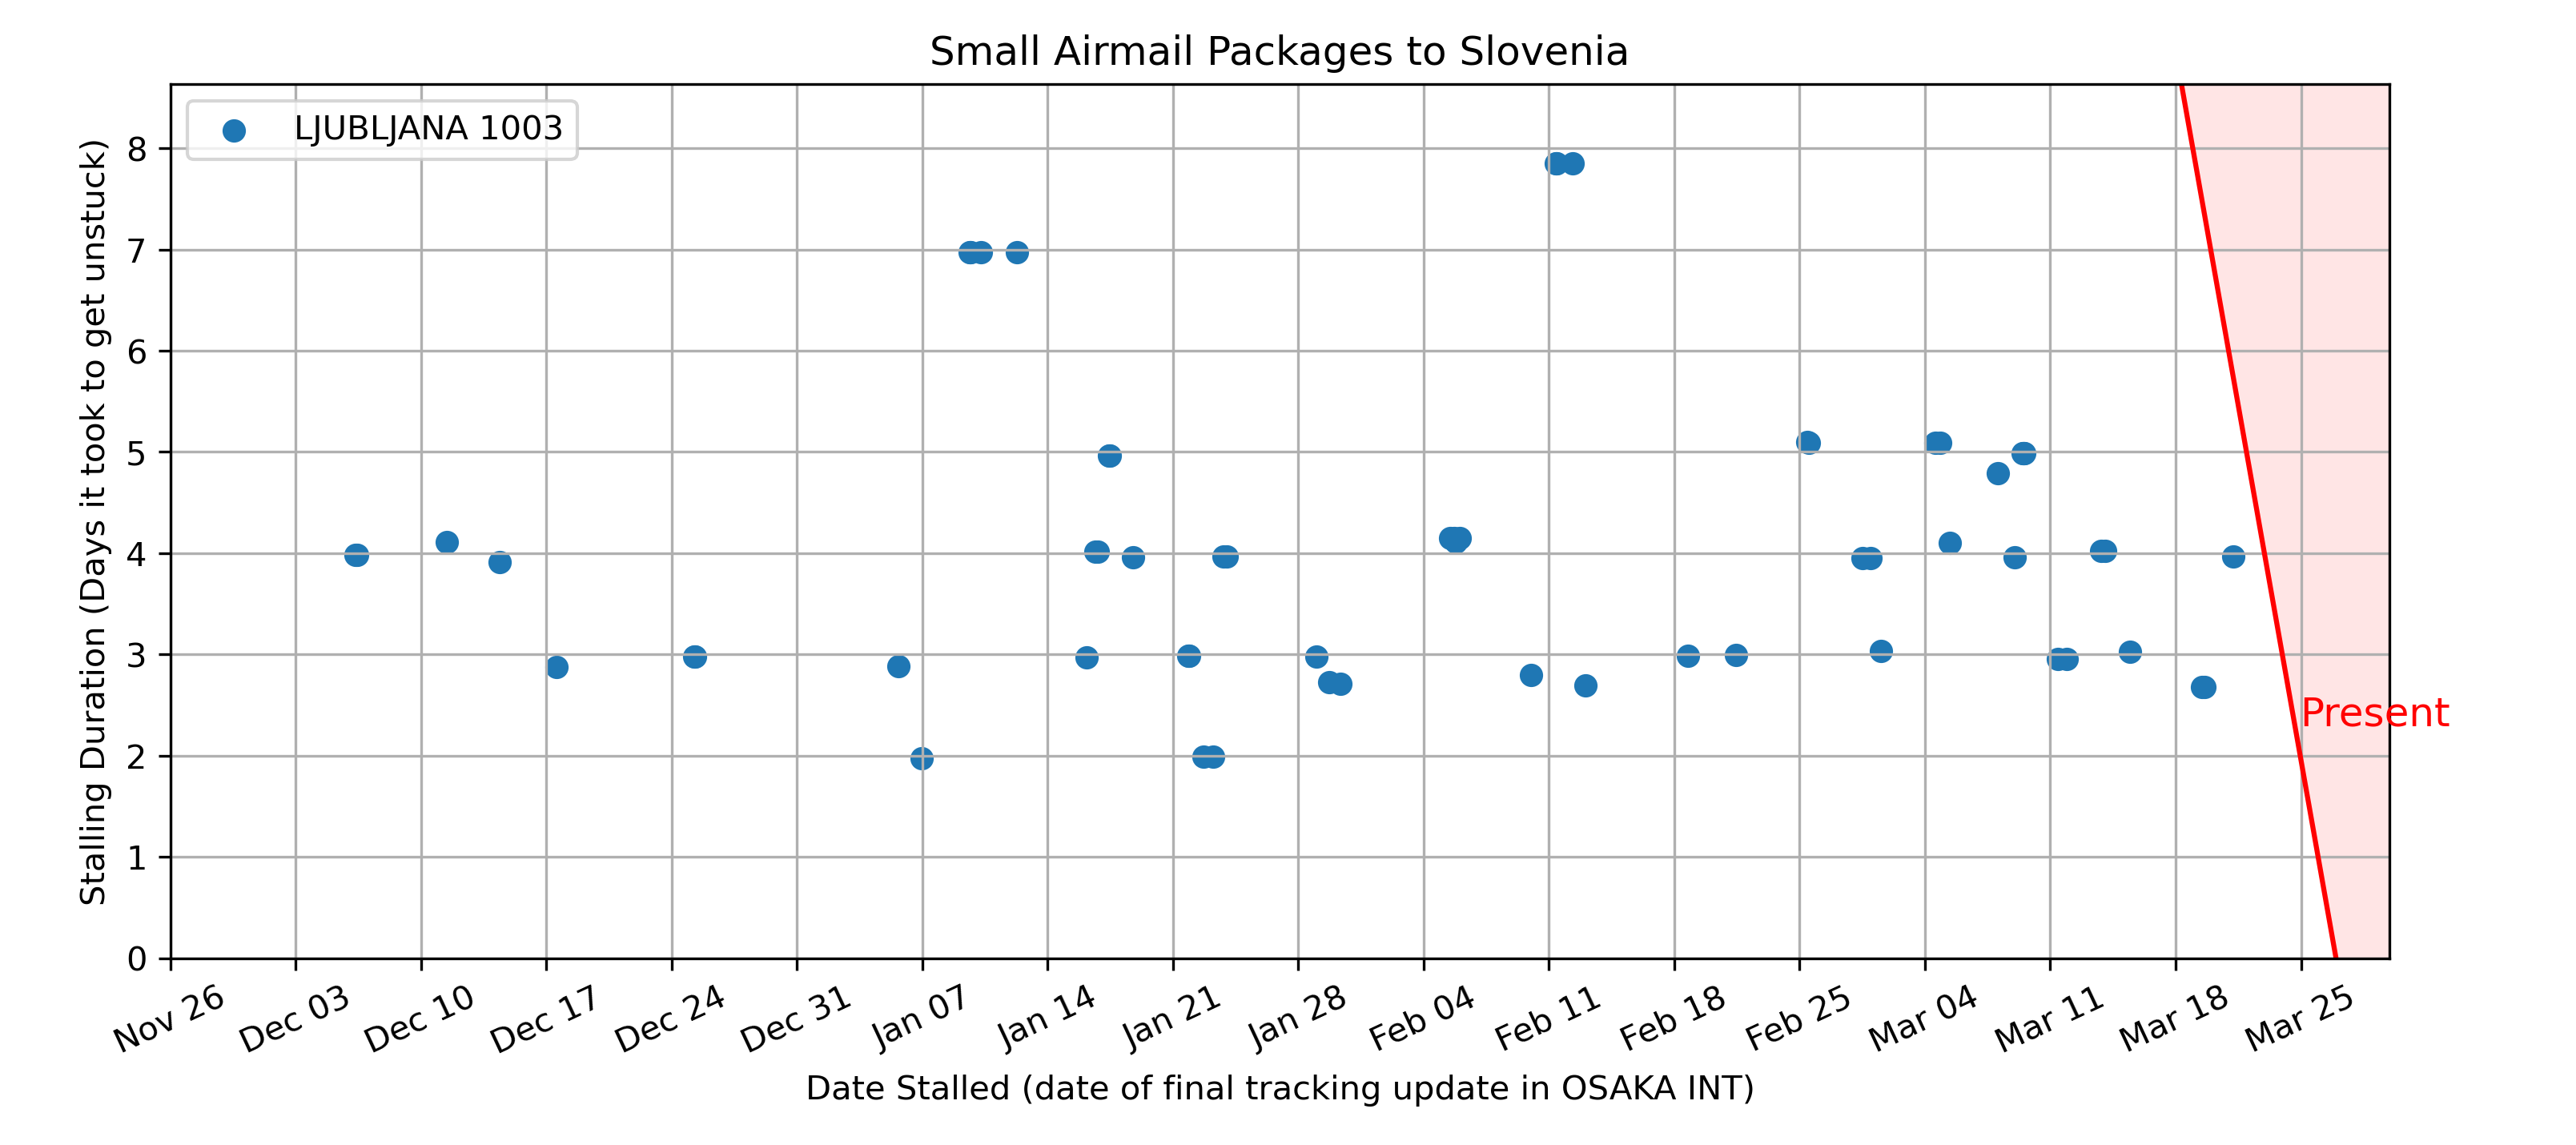 Small Airmail Packages to Slovenia
LJUBLJANA 1003
Stalling Duration (Days it took to get unstuck)
8
7
6
5
4
3
2
1
0
Present
Nov 26
Dec 03
Dec 10
Dec 17
Dec 24
Dec 31
Jan 07
Jan 14
Jan 21
Jan 28
Feb 04
Feb 11
Feb 18
Feb 25
Mar 04
Mar 11
Mar 18
Mar 25
Date Stalled (date of final tracking update in OSAKA INT)